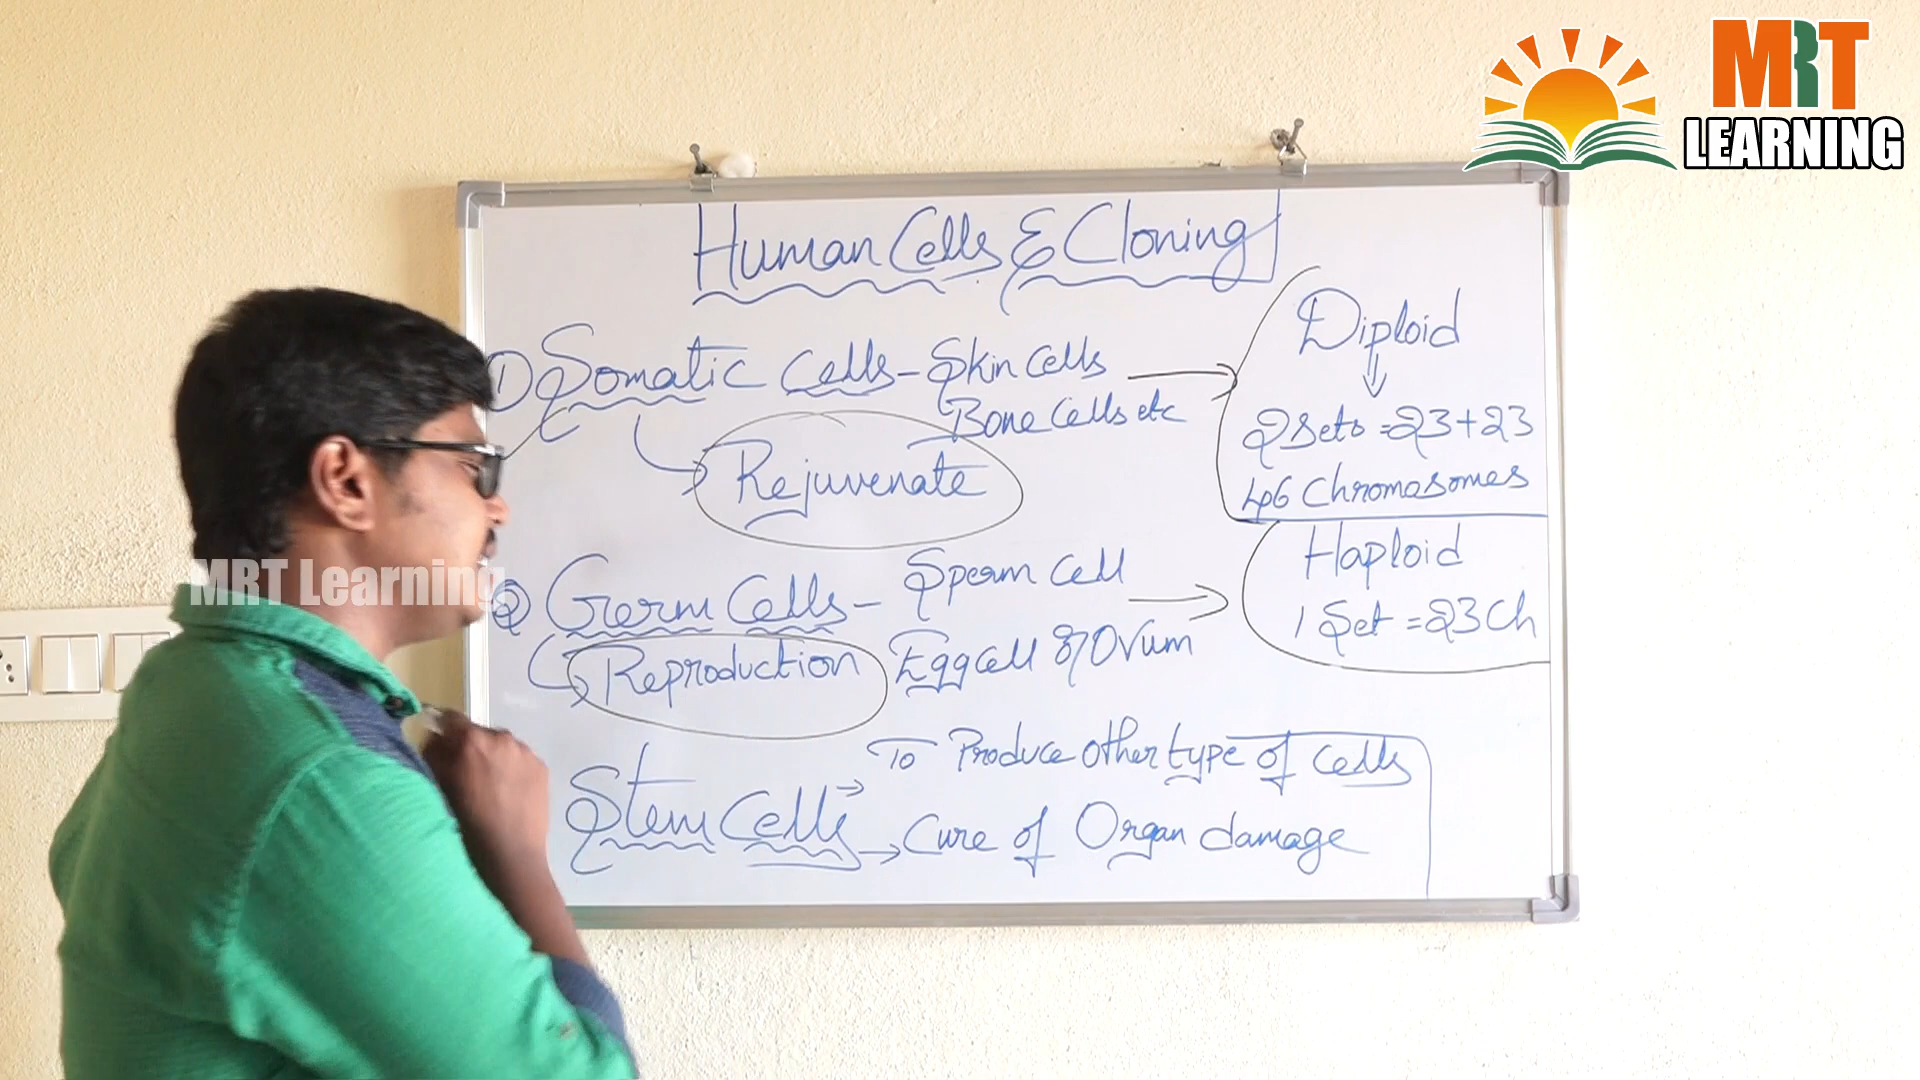 MRT
LEARNING
Human Cells & Cloning
1) Somatic Cells - Skin Cells
Bone Cells etc
Rejuvenate
Diploid
2 Sets = 23+23
46 Chromosomes
2) Germ Cells - Sperm Cell
Egg cell or Ovum
Reproduction
Haploid
1 Set = 23 Ch
Stem Cells → To Produce other type of cells
→ Cure of Organ damage
MRT Learning